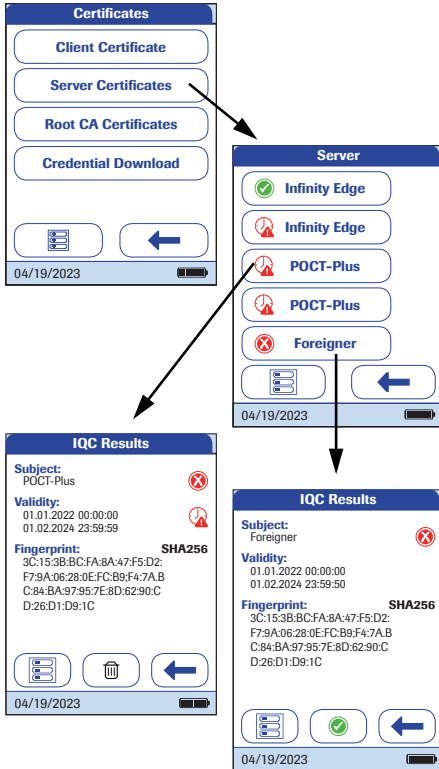 Certificates
Client Certificate
Server Certificates
Root CA Certificates
Credential Download
04/19/2023
Server
Infinity Edge
Infinity Edge
POCT-Plus
POCT-Plus
Foreigner
04/19/2023
IQC Results
Subject:
POCT-Plus
Validity:
01.01.2022 00:00:00
01.02.2024 23:59:59
Fingerprint: SHA256
3C:15:3B:BC:FA:8A:47:F5:D2:
F7:9A:06:28:0E:FC:B9;F4:7A.B
C:84:BA:97:95:7E:8D:62:90:C
D:26:D1:D9:1C
04/19/2023
IQC Results
Subject:
Foreigner
Validity:
01.01.2022 00:00:00
01.02.2024 23:59:50
Fingerprint: SHA256
3C:15:3B:BC:FA:8A:47:F5:D2:
F7:9A:06:28:0E:FC:B9;F4:7A.B
C:84:BA:97:95:7E:8D:62:90:C
D:26:D1:D9:1C
04/19/2023